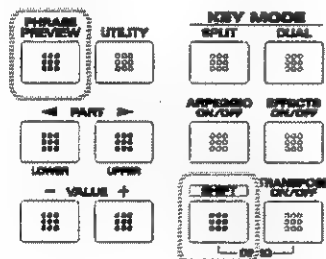 PHRASE
PREVIEW
UTILITY
KEY MODE
SPLIT
DUAL
◄ PART ►
ARPEGGIO
ON/OFF
EFFECTS
ON/OFF
LOWER
UPPER
- VALUE +
SHIFT
TRANSPOSE
ON/OFF